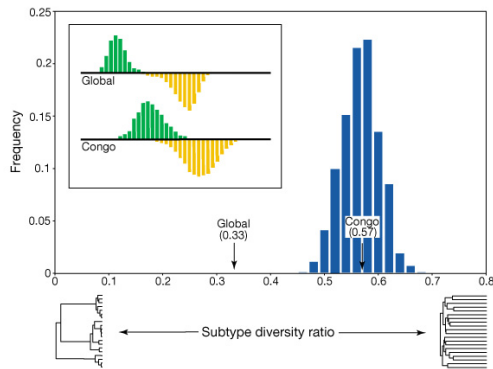 0.25
0.2
0.15
0.1
0.05
0
Frequency
Global
Congo
Global
(0.33)
Congo
(0.57)
0 0.1 0.2 0.3 0.4 0.5 0.6 0.7 0.8
Subtype diversity ratio